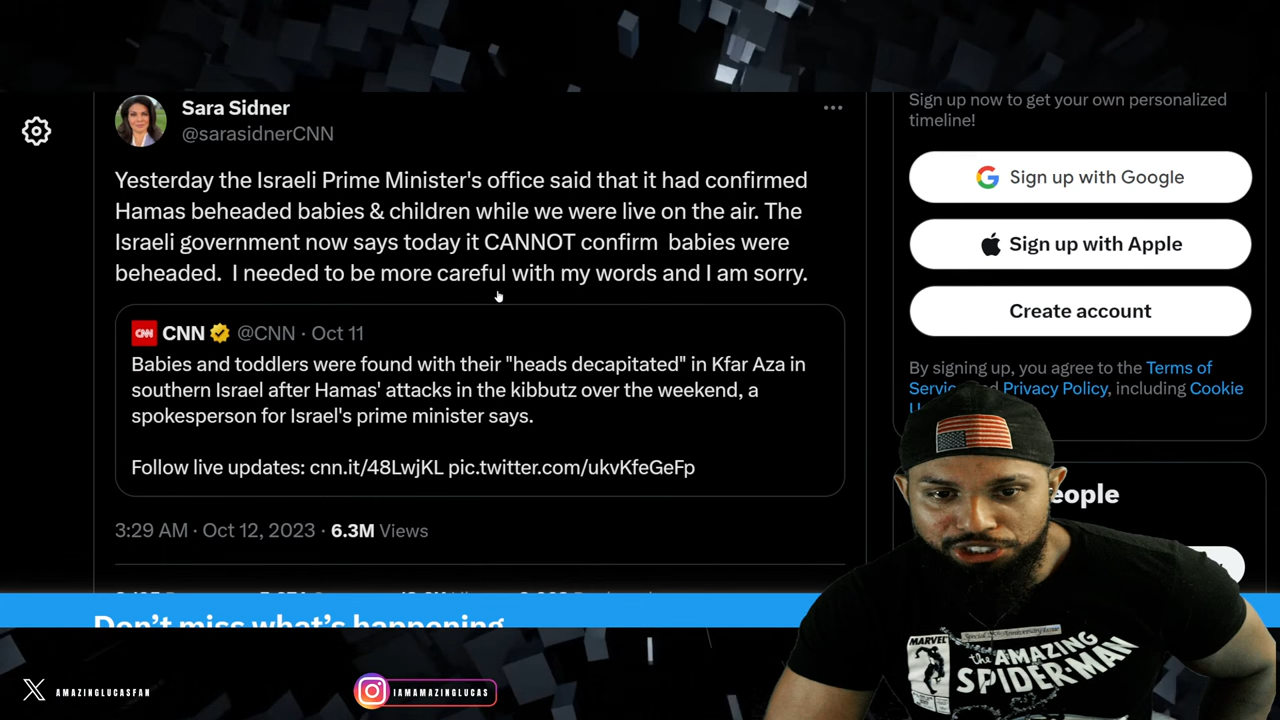 Sara Sidner
@sarasidnerCNN
Yesterday the Israeli Prime Minister's office said that it had confirmed
Hamas beheaded babies & children while we were live on the air. The
Israeli government now says today it CANNOT confirm babies were
beheaded. I needed to be more careful with my words and I am sorry.
CNN CNN @CNN · Oct 11
Babies and toddlers were found with their "heads decapitated" in Kfar Aza in
southern Israel after Hamas' attacks in the kibbutz over the weekend, a
spokesperson for Israel's prime minister says.
Follow live updates: cnn.it/48LwjKL pic.twitter.com/ukvKfeGeFp
3:29 AM · Oct 12, 2023 · 6.3M Views
Don't miss what's happening
Sign up now to get your own personalized
timeline!
Sign up with Google
Sign up with Apple
Create account
By signing up, you agree to the Terms of
Privacy Policy, including Cookie
MARVEL
the AMAZING
SPIDER-MAN
AMAZINGLUCASFAN
IAMAMAZINGLUCAS